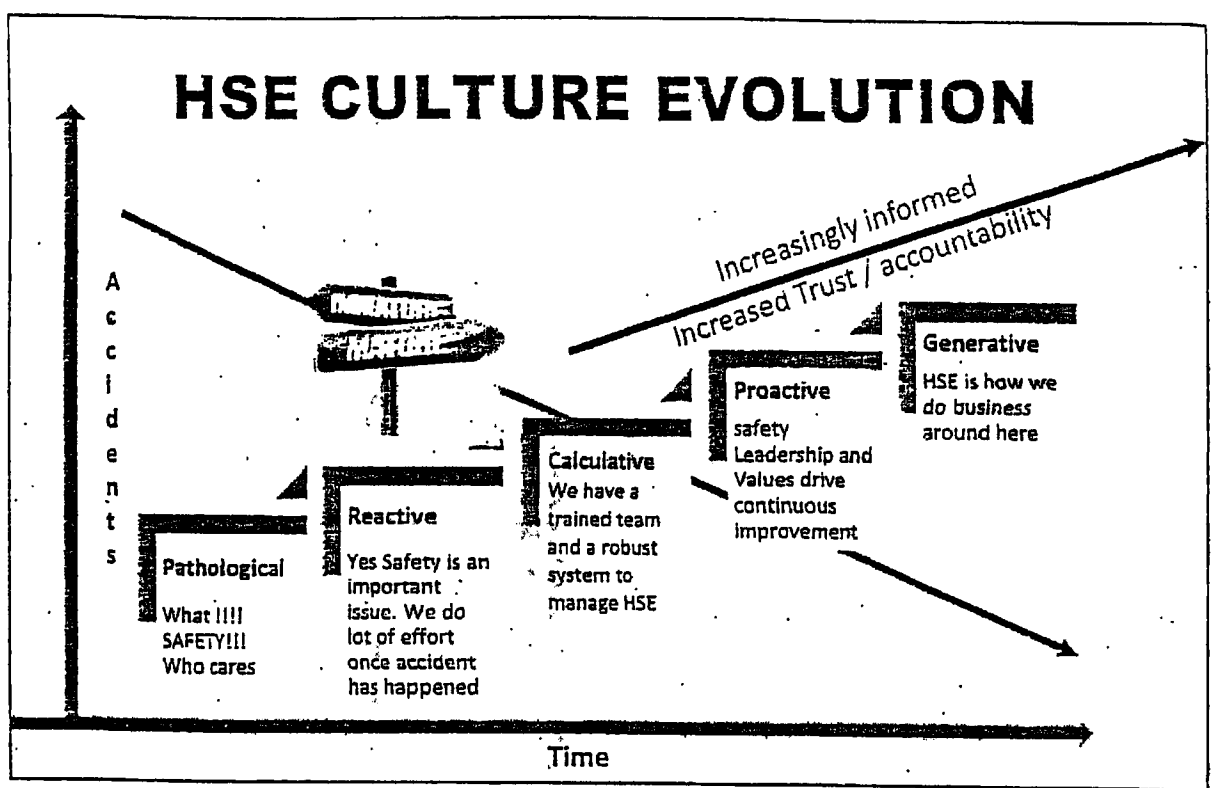 HSE CULTURE EVOLUTION
Accidents
Increasingly informed
Increased Trust / accountability
Pathological
What !!!!
SAFETY!!!
Who cares
Reactive
Yes Safety is an
important
issue. We do
lot of effort
once accident
has happened
Calculative
We have a
trained team
and a robust
system to
manage HSE
Proactive
safety
Leadership and
Values drive
continuous
improvement
Generative
HSE is how we
do business
around here
Time